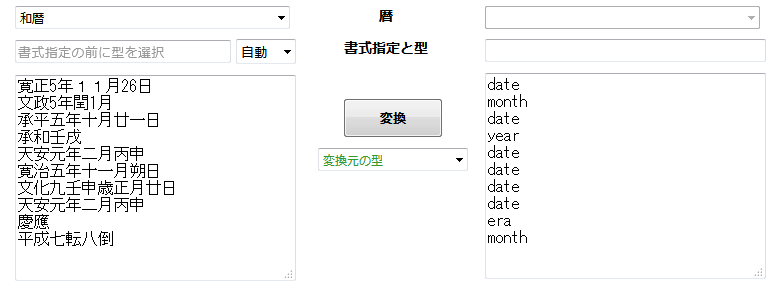 和暦
暦
書式指定の前に型を選択
自動
書式指定と型
寛正5年１１月26日
文政5年閏1月
承平五年十月廿一日
承和壬戌
天安元年二月丙申
寛治五年十一月朔日
文化九壬申歳正月廿日
天安元年二月丙申
慶應
平成七転八倒
変換
変換元の型
date
month
date
year
date
date
date
date
era
month